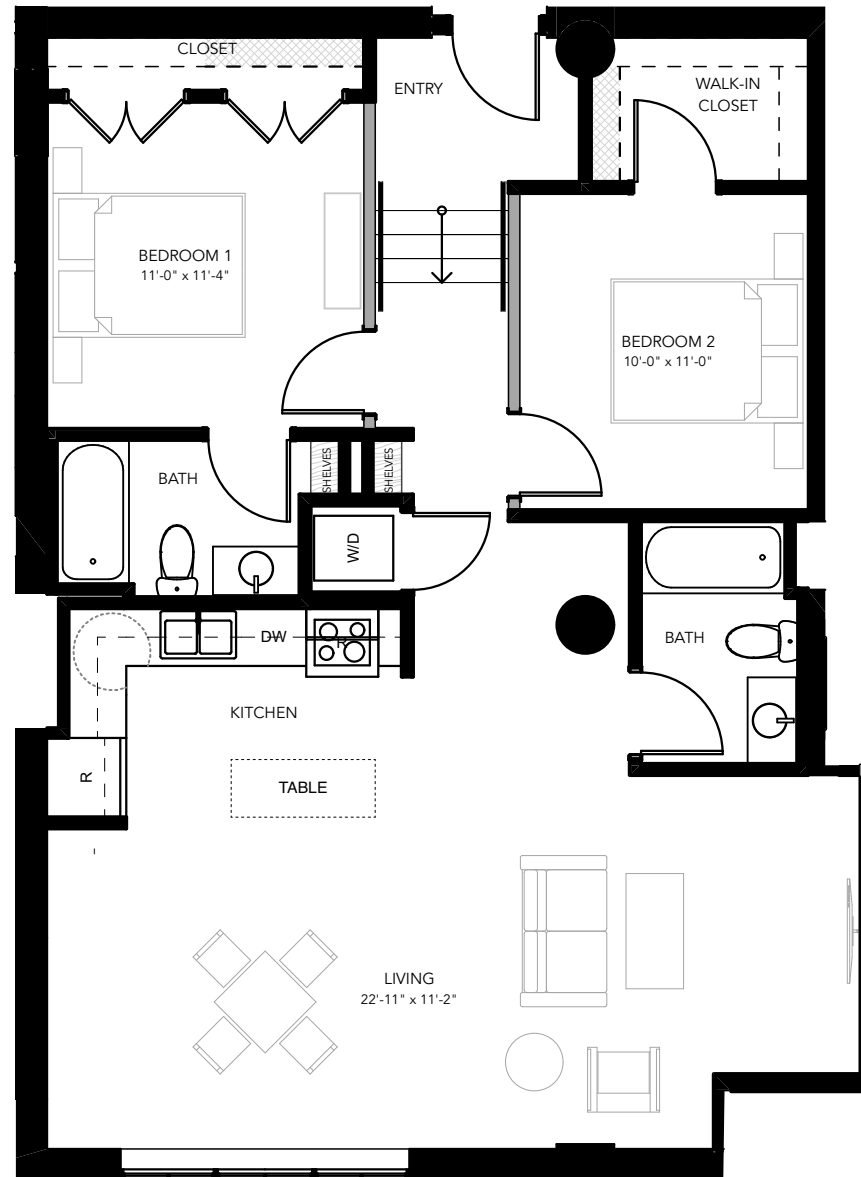 CLOSET
ENTRY
WALK-IN
CLOSET
BEDROOM 1
11'-0" x 11'-4"
BEDROOM 2
10'-0" x 11'-0"
BATH
SHELVES
SHELVES
W/D
DW
R
BATH
KITCHEN
R
TABLE
LIVING
22'-11" x 11'-2"